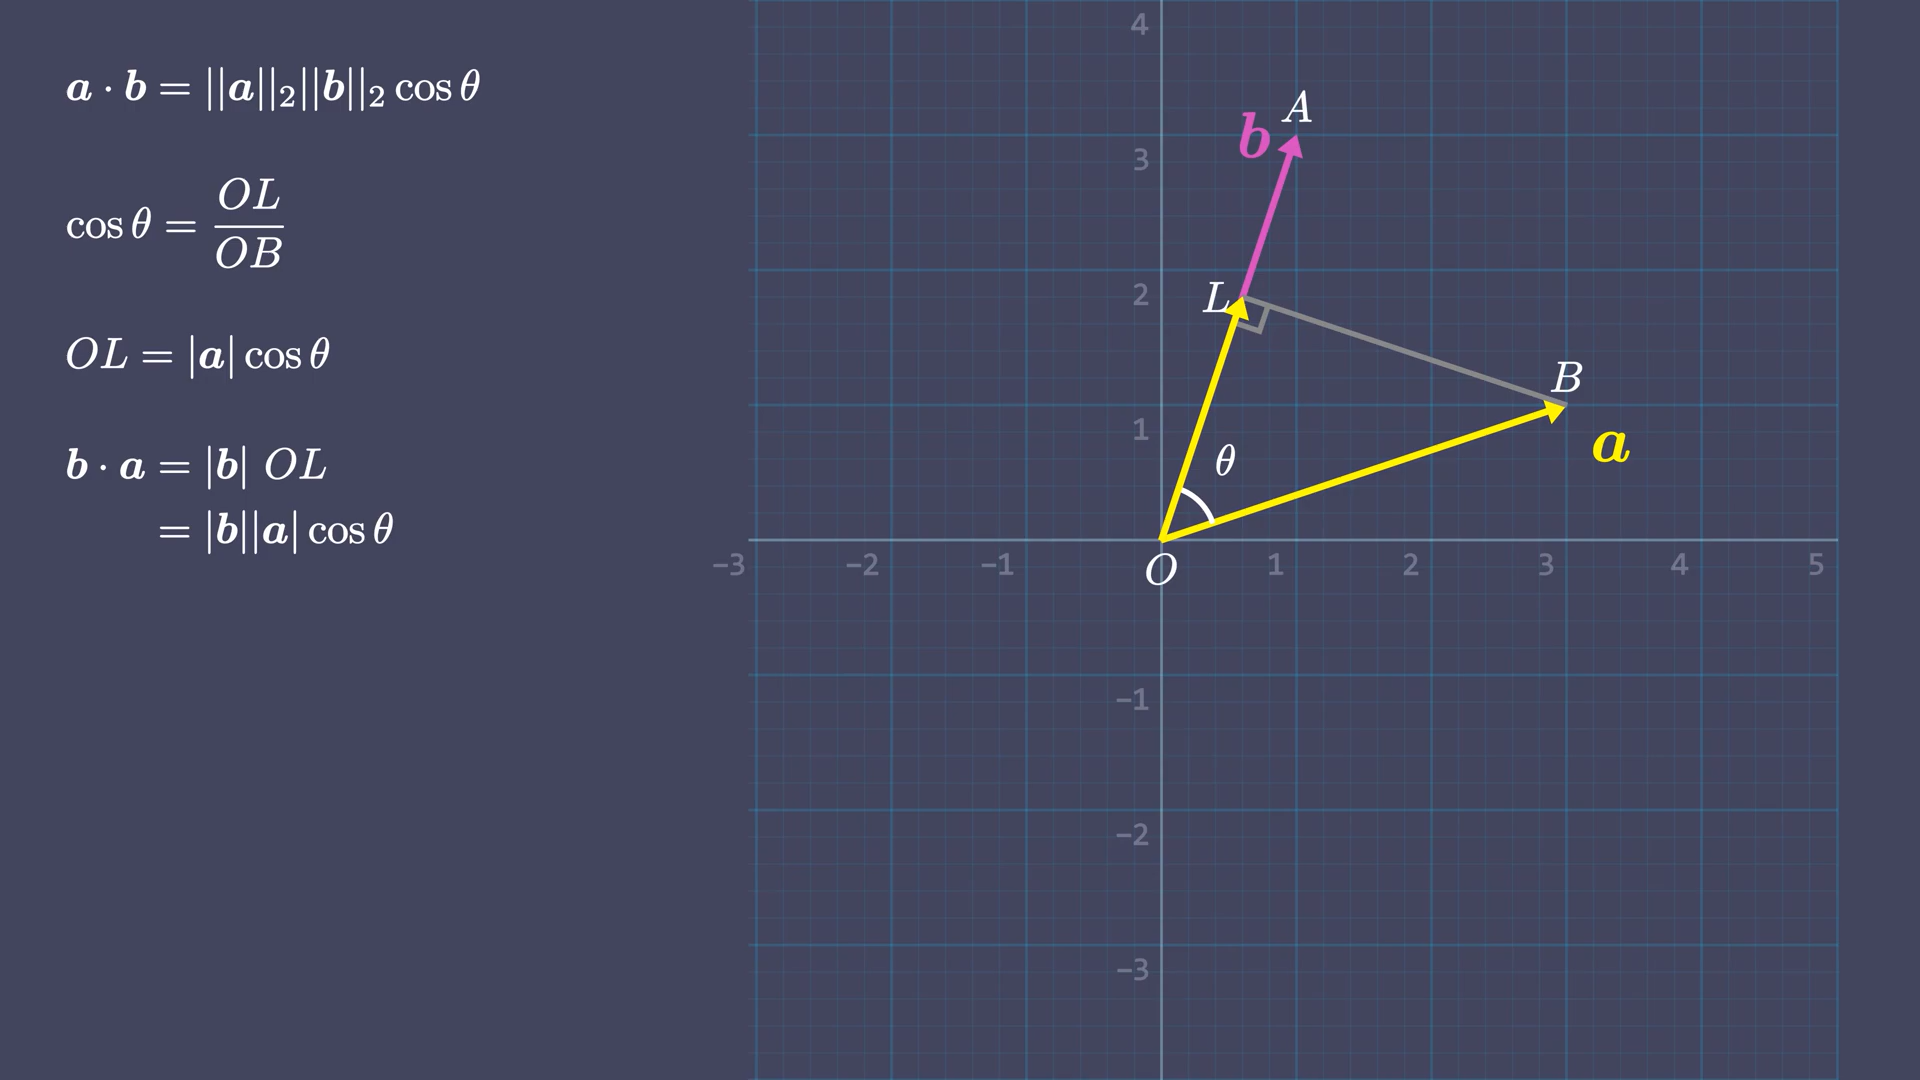 a · b = ||a||₂||b||₂ cos θ
cos θ = OL / OB
OL = |a| cos θ
b · a = |b| OL
= |b||a| cos θ
4
A
b
3
L
2
B
1
θ
a
−3 −2 −1 O 1 2 3 4 5
−1
−2
−3